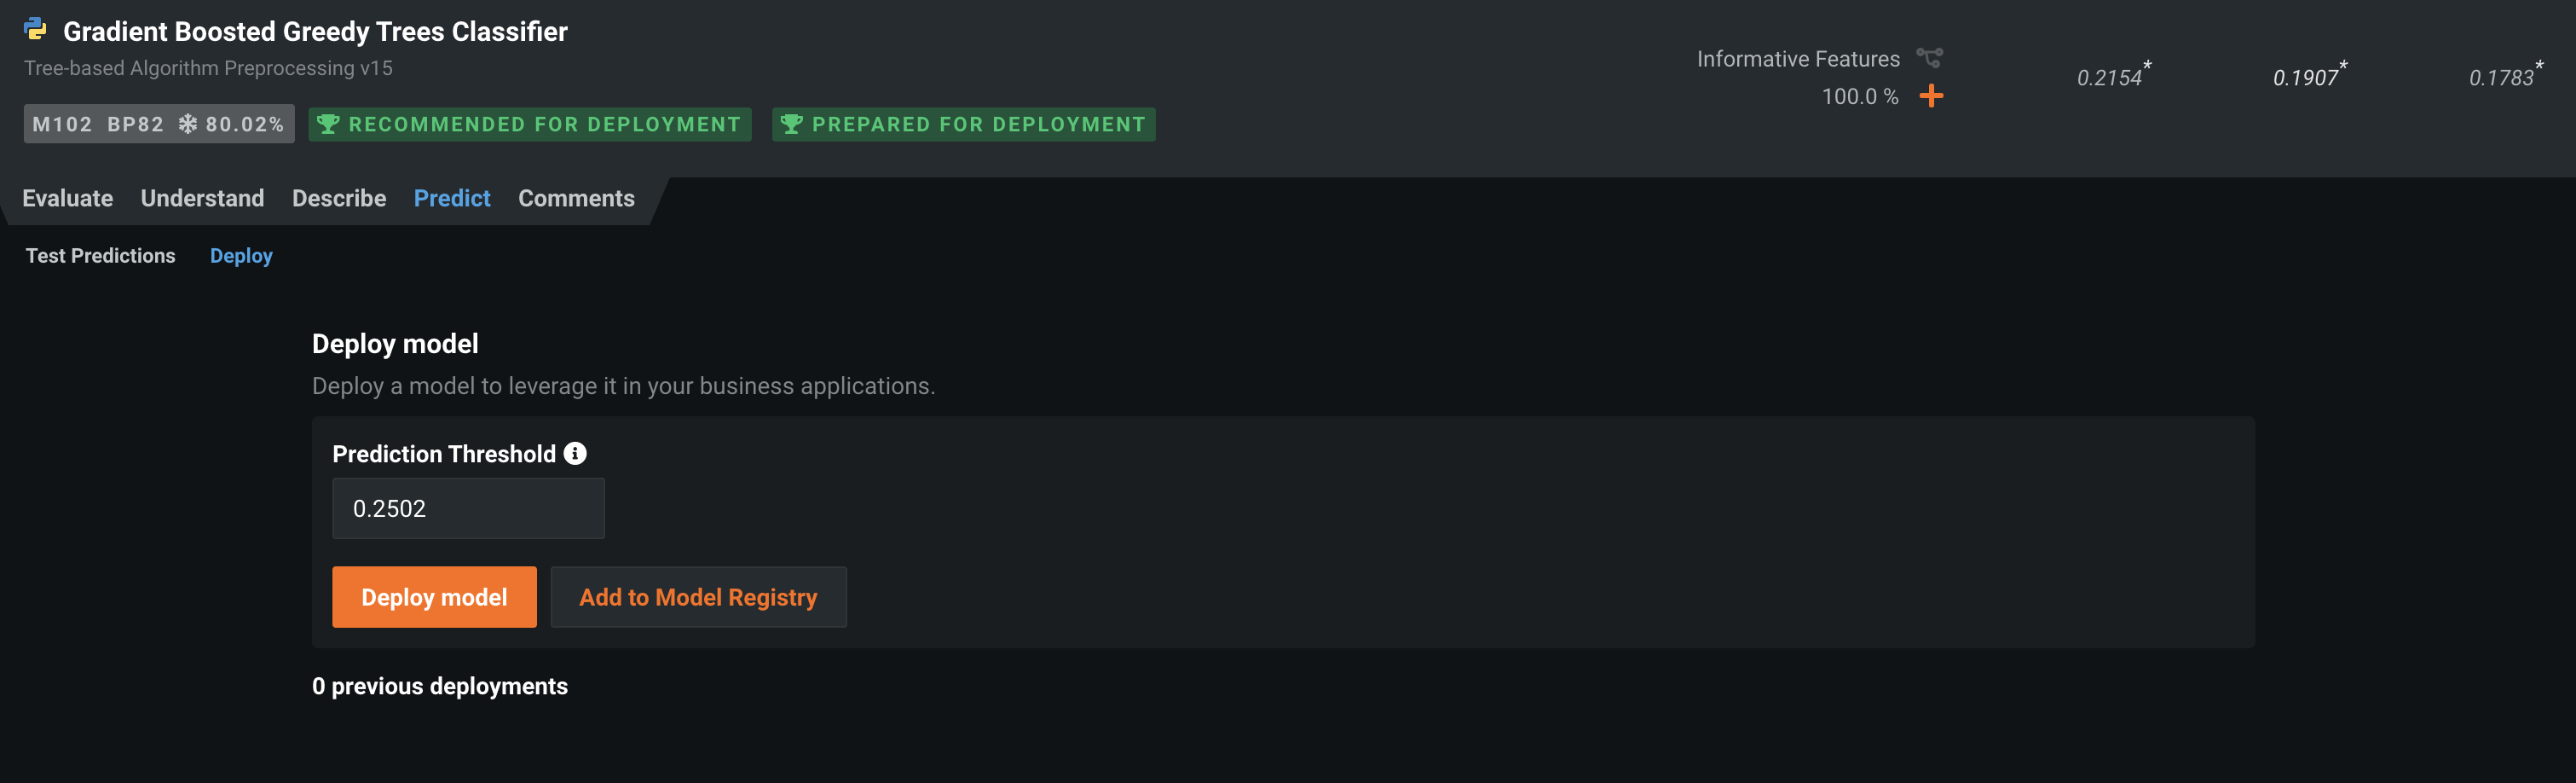 Gradient Boosted Greedy Trees Classifier
Tree-based Algorithm Preprocessing v15
M102 BP82 80.02% RECOMMENDED FOR DEPLOYMENT PREPARED FOR DEPLOYMENT
Informative Features
100.0 %
0.2154* 0.1907* 0.1783*
Evaluate Understand Describe Predict Comments
Test Predictions Deploy
Deploy model
Deploy a model to leverage it in your business applications.
Prediction Threshold
0.2502
Deploy model Add to Model Registry
0 previous deployments